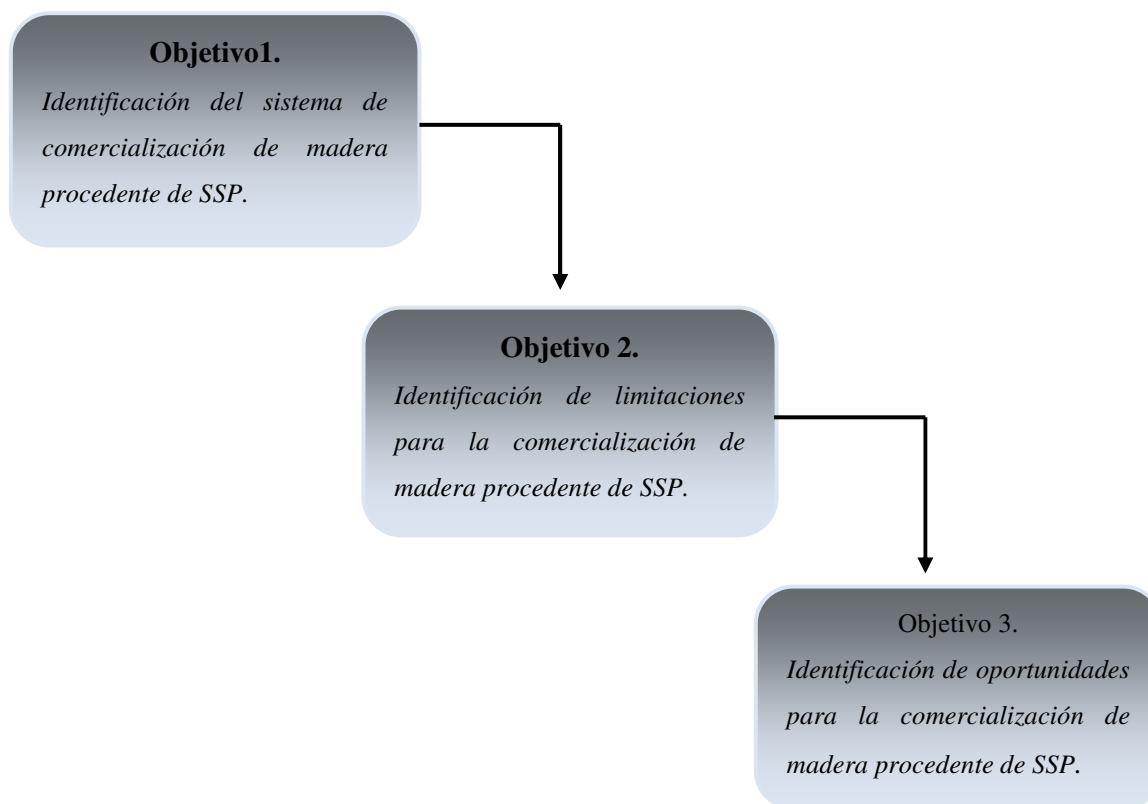 Objetivo1.
Identificación del sistema de
comercialización de madera
procedente de SSP.
Objetivo 2.
Identificación de limitaciones
para la comercialización de
madera procedente de SSP.
Objetivo 3.
Identificación de oportunidades
para la comercialización de
madera procedente de SSP.